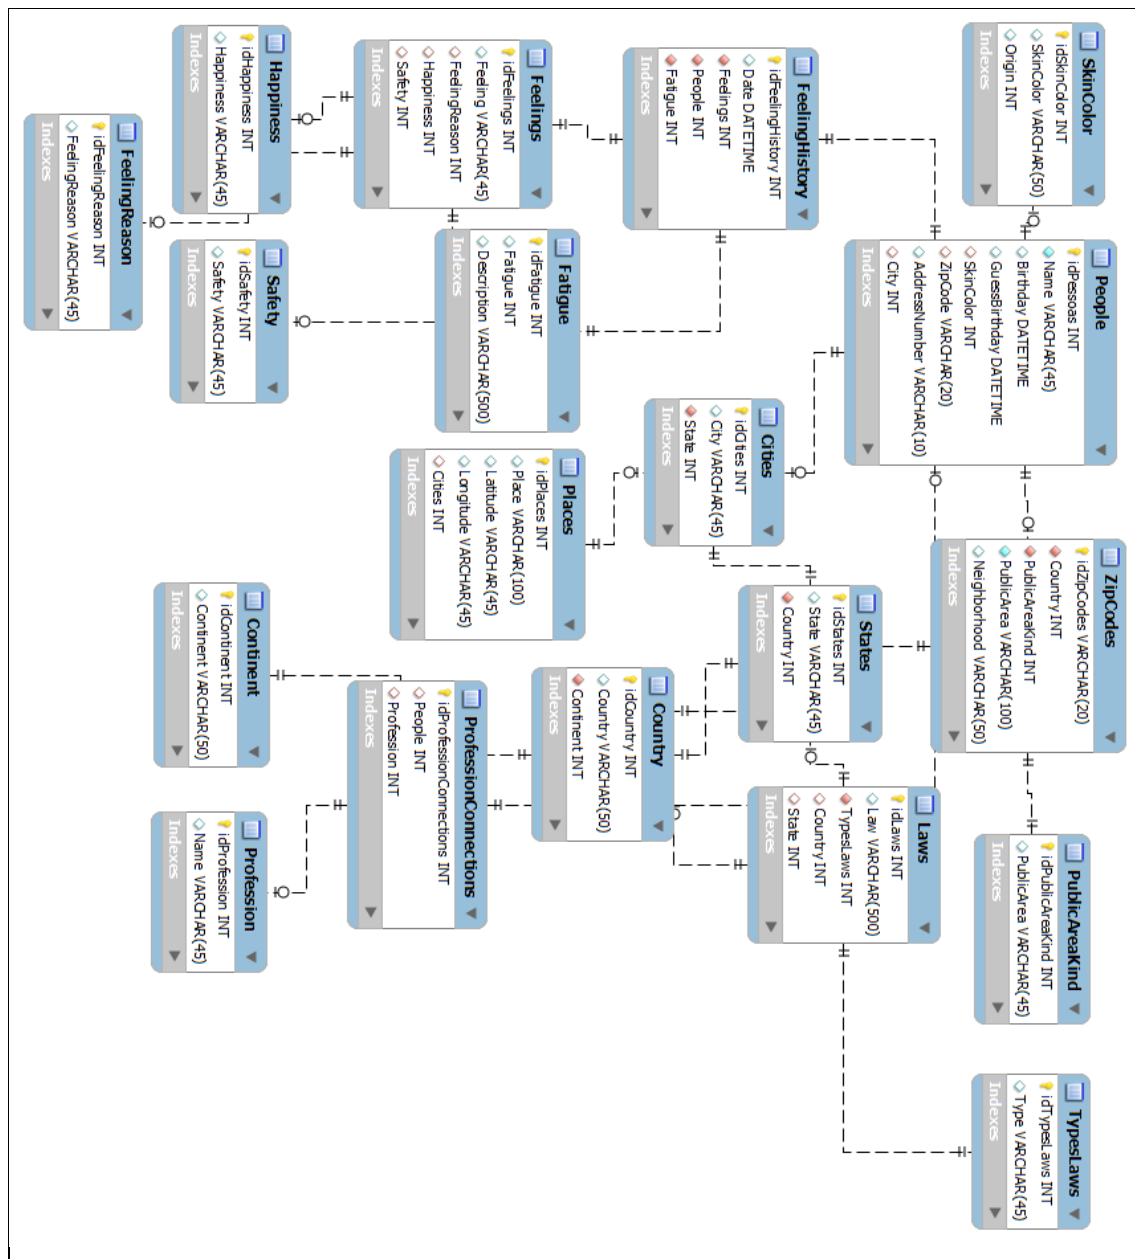 SkinColor
idSkinColor INT
SkinColor VARCHAR(50)
Origin INT
Indexes
People
idPessoas INT
Name VARCHAR(45)
Birthday DATETIME
GuessBirthday DATETIME
SkinColor INT
ZipCode VARCHAR(20)
AddressNumber VARCHAR(10)
City INT
Indexes
ZipCodes
idZipCodes VARCHAR(20)
Country INT
PublicAreaKind INT
PublicArea VARCHAR(100)
Neighborhood VARCHAR(50)
Indexes
PublicAreaKind
idPublicAreaKind INT
PublicArea VARCHAR(45)
Indexes
TypesLaws
idTypesLaws INT
Type VARCHAR(45)
Indexes
FeelingHistory
idFeelingHistory INT
Date DATETIME
Feelings INT
People INT
Fatigue INT
Indexes
Cities
idCities INT
City VARCHAR(45)
State INT
Indexes
States
idStates INT
State VARCHAR(45)
Country INT
Indexes
Laws
idLaws INT
Law VARCHAR(500)
TypesLaws INT
Country INT
State INT
Indexes
Feelings
idFeelings INT
Feeling VARCHAR(45)
FeelingReason INT
Happiness INT
Safety INT
Indexes
Fatigue
idFatigue INT
Fatigue INT
Description VARCHAR(500)
Indexes
Places
idPlaces INT
Place VARCHAR(100)
Latitude VARCHAR(45)
Longitude VARCHAR(45)
Cities INT
Indexes
Country
idCountry INT
Country VARCHAR(50)
Continent INT
Indexes
ProfessionConnections
idProfessionConnections INT
People INT
Profession INT
Indexes
Happiness
idHappiness INT
Happiness VARCHAR(45)
Indexes
Safety
idSafety INT
Safety VARCHAR(45)
Indexes
Continent
idContinent INT
Continent VARCHAR(50)
Indexes
Profession
idProfession INT
Name VARCHAR(45)
Indexes
FeelingReason
idFeelingReason INT
FeelingReason VARCHAR(45)
Indexes